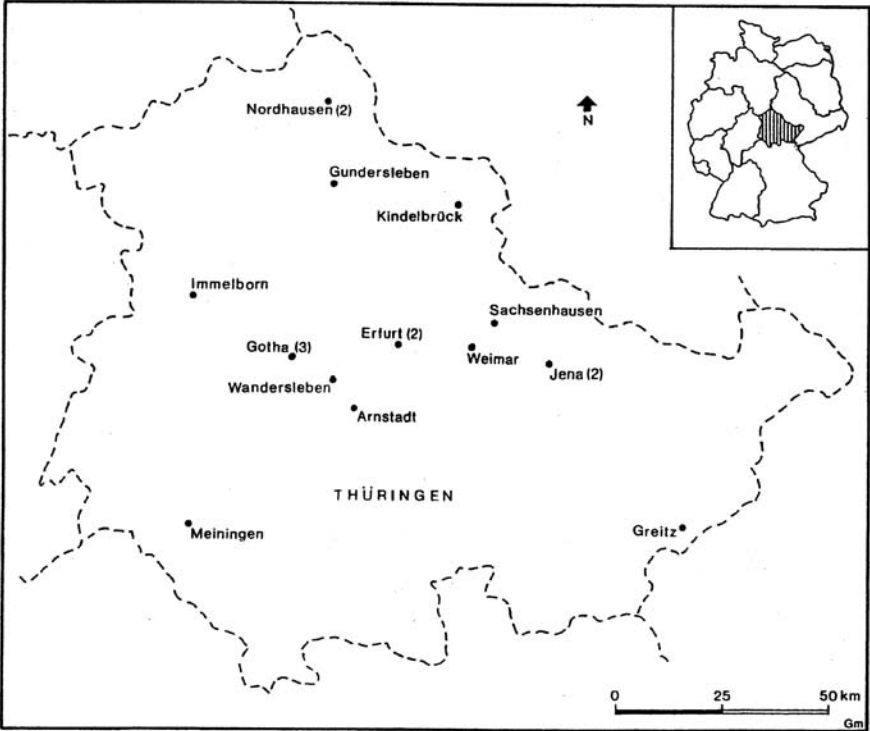 Nordhausen (2)
N
Gundersleben
Kindelbrück
Immelborn
Sachsenhausen
Erfurt (2)
Gotha (3)
Weimar
Jena (2)
Wandersleben
Arnstadt
THÜRINGEN
Meiningen
Greitz
0 25 50 km
Gm